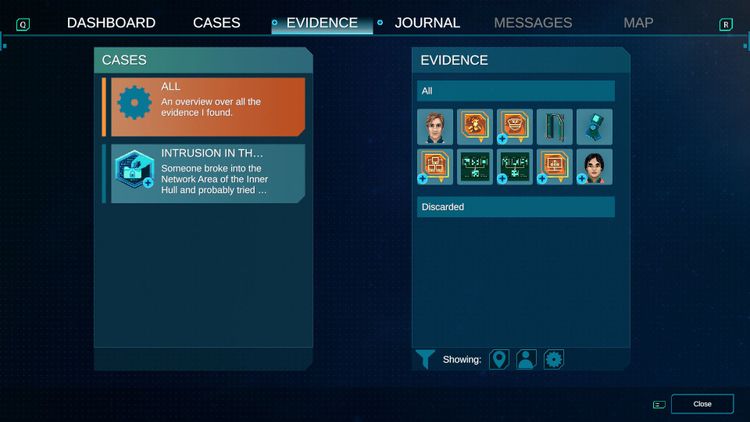 Q
DASHBOARD
CASES
EVIDENCE
JOURNAL
MESSAGES
MAP
R
CASES
ALL
An overview over all the
evidence I found.
INTRUSION IN TH...
Someone broke into the
Network Area of the Inner
Hull and probably tried ...
EVIDENCE
All
Discarded
Showing:
Close